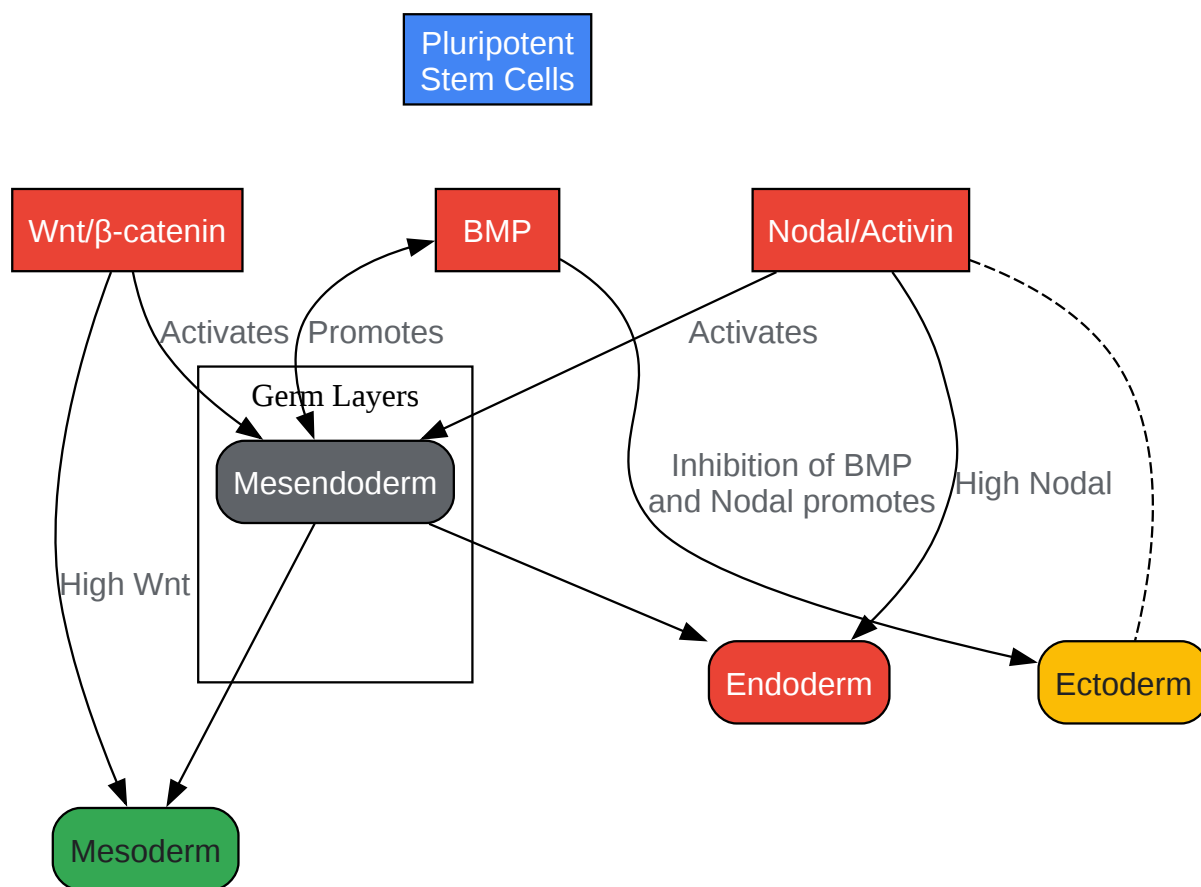 Pluripotent
Stem Cells
Wnt/β-catenin
BMP
Nodal/Activin
Activates
Promotes
Activates
Germ Layers
Mesendoderm
Inhibition of BMP
and Nodal promotes
High Nodal
High Wnt
Endoderm
Ectoderm
Mesoderm